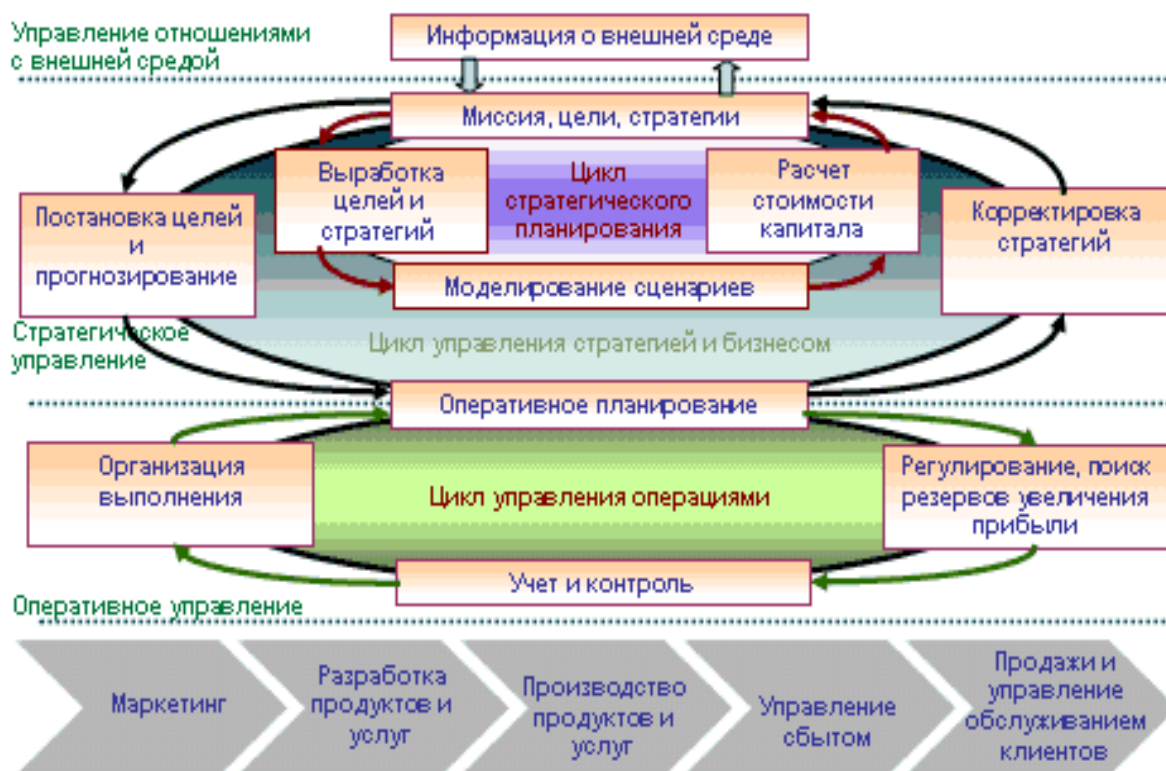 Управление отношениями
с внешней средой
Информация о внешней среде
Миссия, цели, стратегии
Выработка
целей и
стратегий
Цикл
стратегического
планирования
Расчет
стоимости
капитала
Постановка целей
и
прогнозирование
Корректировка
стратегий
Моделирование сценариев
Стратегическое
управление
Цикл управления стратегией и бизнесом
Оперативное планирование
Организация
выполнения
Цикл управления операциями
Регулирование, поиск
резервов увеличения
прибыли
Учет и контроль
Оперативное управление
Маркетинг
Разработка
продуктов и
услуг
Производство
продуктов и
услуг
Управление
сбытом
Продажи и
управление
обслуживанием
клиентов